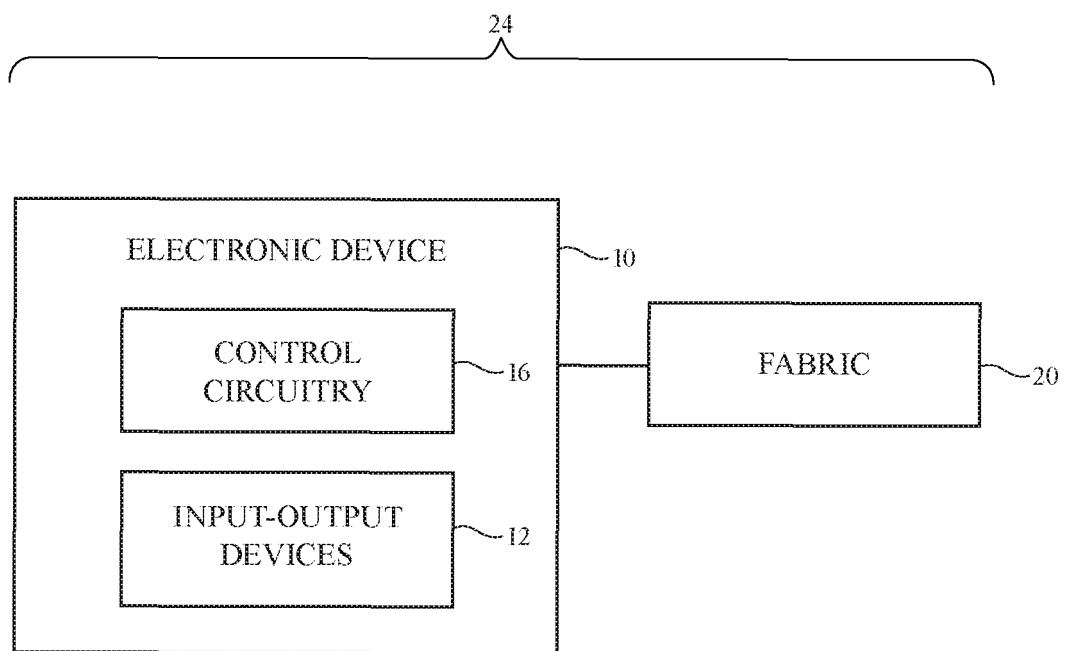 24
ELECTRONIC DEVICE
10
CONTROL
CIRCUITRY
16
FABRIC
20
INPUT-OUTPUT
DEVICES
12